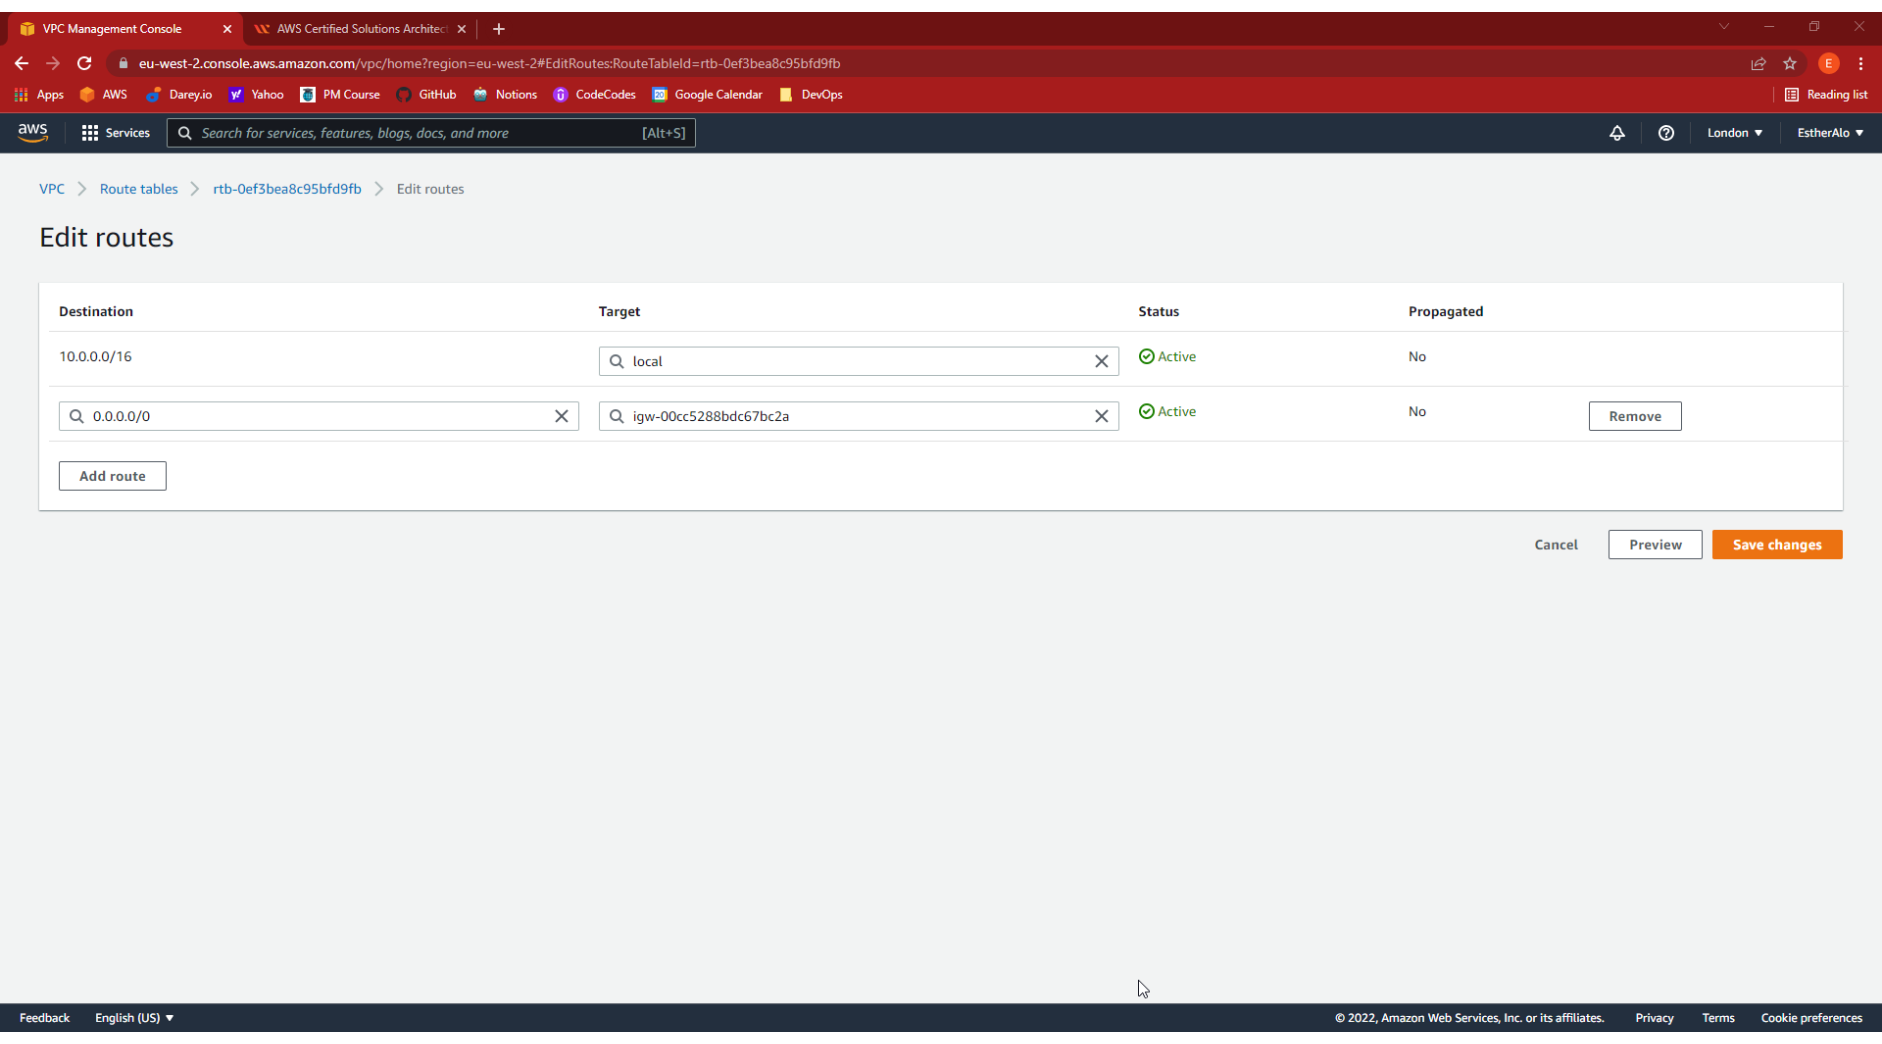 VPC Management Console
AWS Certified Solutions Architec
eu-west-2.console.aws.amazon.com/vpc/home?region=eu-west-2#EditRoutes:RouteTableId=rtb-0ef3bea8c95bfd9fb
E
Apps AWS Darey.io Yahoo PM Course GitHub Notions CodeCodes Google Calendar DevOps Reading list
aws Services Search for services, features, blogs, docs, and more [Alt+S] London EstherAlo
VPC Route tables rtb-0ef3bea8c95bfd9fb Edit routes
Edit routes
Destination Target Status Propagated
10.0.0.0/16 local Active No
0.0.0.0/0 igw-00cc5288bdc67bc2a Active No Remove
Add route
Cancel Preview Save changes
Feedback English (US) © 2022, Amazon Web Services, Inc. or its affiliates. Privacy Terms Cookie preferences